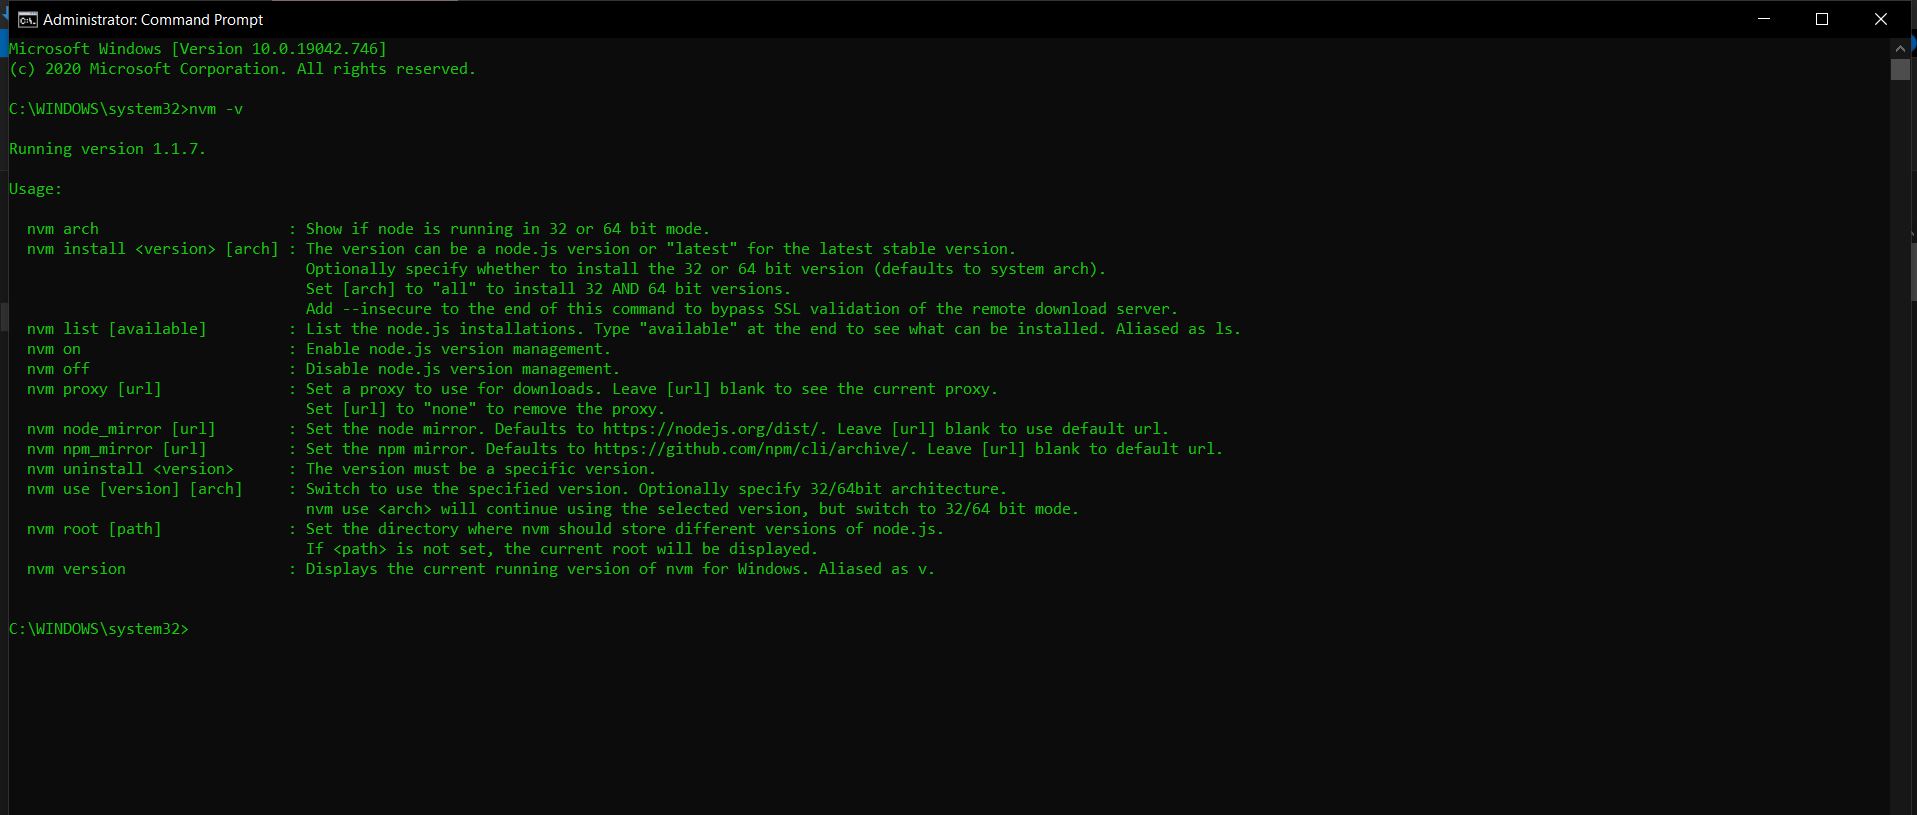 Administrator: Command Prompt
Microsoft Windows [Version 10.0.19042.746]
(c) 2020 Microsoft Corporation. All rights reserved.
C:\WINDOWS\system32>nvm -v
Running version 1.1.7.
Usage:
nvm arch : Show if node is running in 32 or 64 bit mode.
nvm install <version> [arch] : The version can be a node.js version or "latest" for the latest stable version.
Optionally specify whether to install the 32 or 64 bit version (defaults to system arch).
Set [arch] to "all" to install 32 AND 64 bit versions.
Add --insecure to the end of this command to bypass SSL validation of the remote download server.
nvm list [available] : List the node.js installations. Type "available" at the end to see what can be installed. Aliased as ls.
nvm on : Enable node.js version management.
nvm off : Disable node.js version management.
nvm proxy [url] : Set a proxy to use for downloads. Leave [url] blank to see the current proxy.
Set [url] to "none" to remove the proxy.
nvm node_mirror [url] : Set the node mirror. Defaults to https://nodejs.org/dist/. Leave [url] blank to use default url.
nvm npm_mirror [url] : Set the npm mirror. Defaults to https://github.com/npm/cli/archive/. Leave [url] blank to default url.
nvm uninstall <version> : The version must be a specific version.
nvm use [version] [arch] : Switch to use the specified version. Optionally specify 32/64bit architecture.
nvm use <arch> will continue using the selected version, but switch to 32/64 bit mode.
nvm root [path] : Set the directory where nvm should store different versions of node.js.
If <path> is not set, the current root will be displayed.
nvm version : Displays the current running version of nvm for Windows. Aliased as v.
C:\WINDOWS\system32>